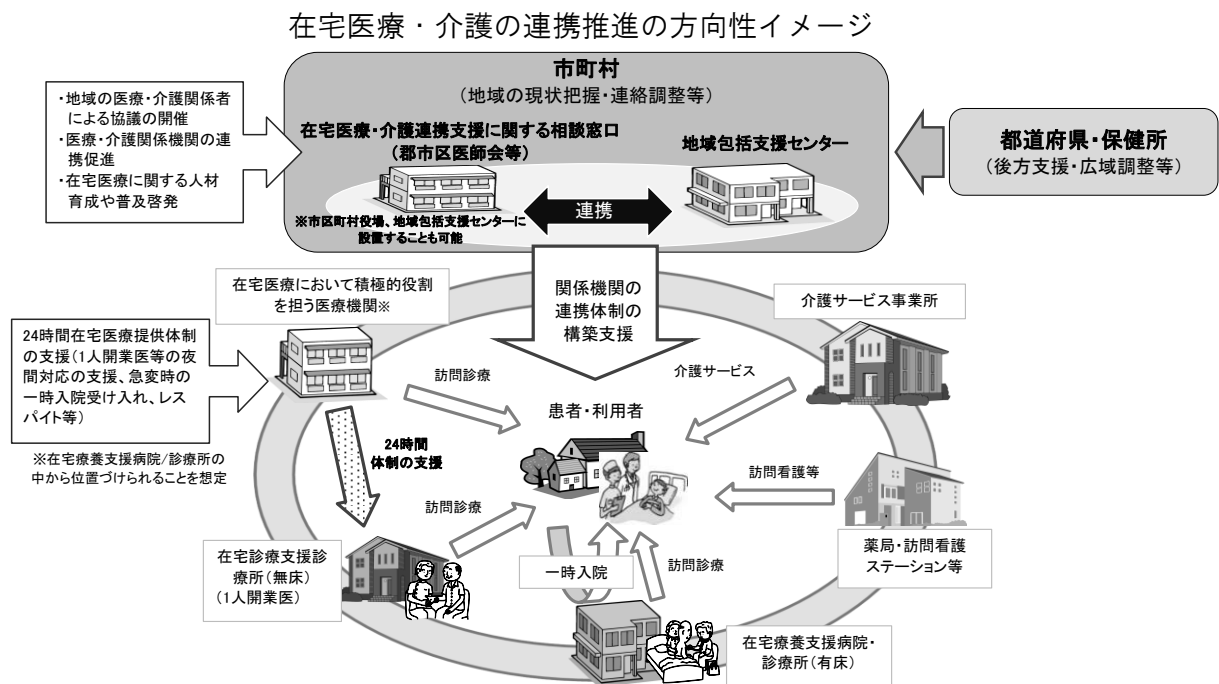 在宅医療・介護の連携推進の方向性イメージ
市町村
(地域の現状把握・連絡調整等)
・地域の医療・介護関係者
による協議の開催
・医療・介護関係機関の連
携促進
・在宅医療に関する人材
育成や普及啓発
在宅医療・介護連携支援に関する相談窓口
(郡市区医師会等)
地域包括支援センター
連携
※市区町村役場、地域包括支援センターに
設置することも可能
都道府県・保健所
(後方支援・広域調整等)
関係機関の
連携体制の
構築支援
在宅医療において積極的役割
を担う医療機関※
介護サービス事業所
24時間在宅医療提供体制
の支援(1人開業医等の夜
間対応の支援、急変時の
一時入院受け入れ、レス
パイト等)
※在宅療養支援病院/診療所の
中から位置づけられることを想定
訪問診療
介護サービス
患者・利用者
24時間
体制の支援
訪問看護等
訪問診療
在宅診療支援診
療所(無床)
(1人開業医)
一時入院
訪問診療
薬局・訪問看護
ステーション等
在宅療養支援病院・
診療所(有床)